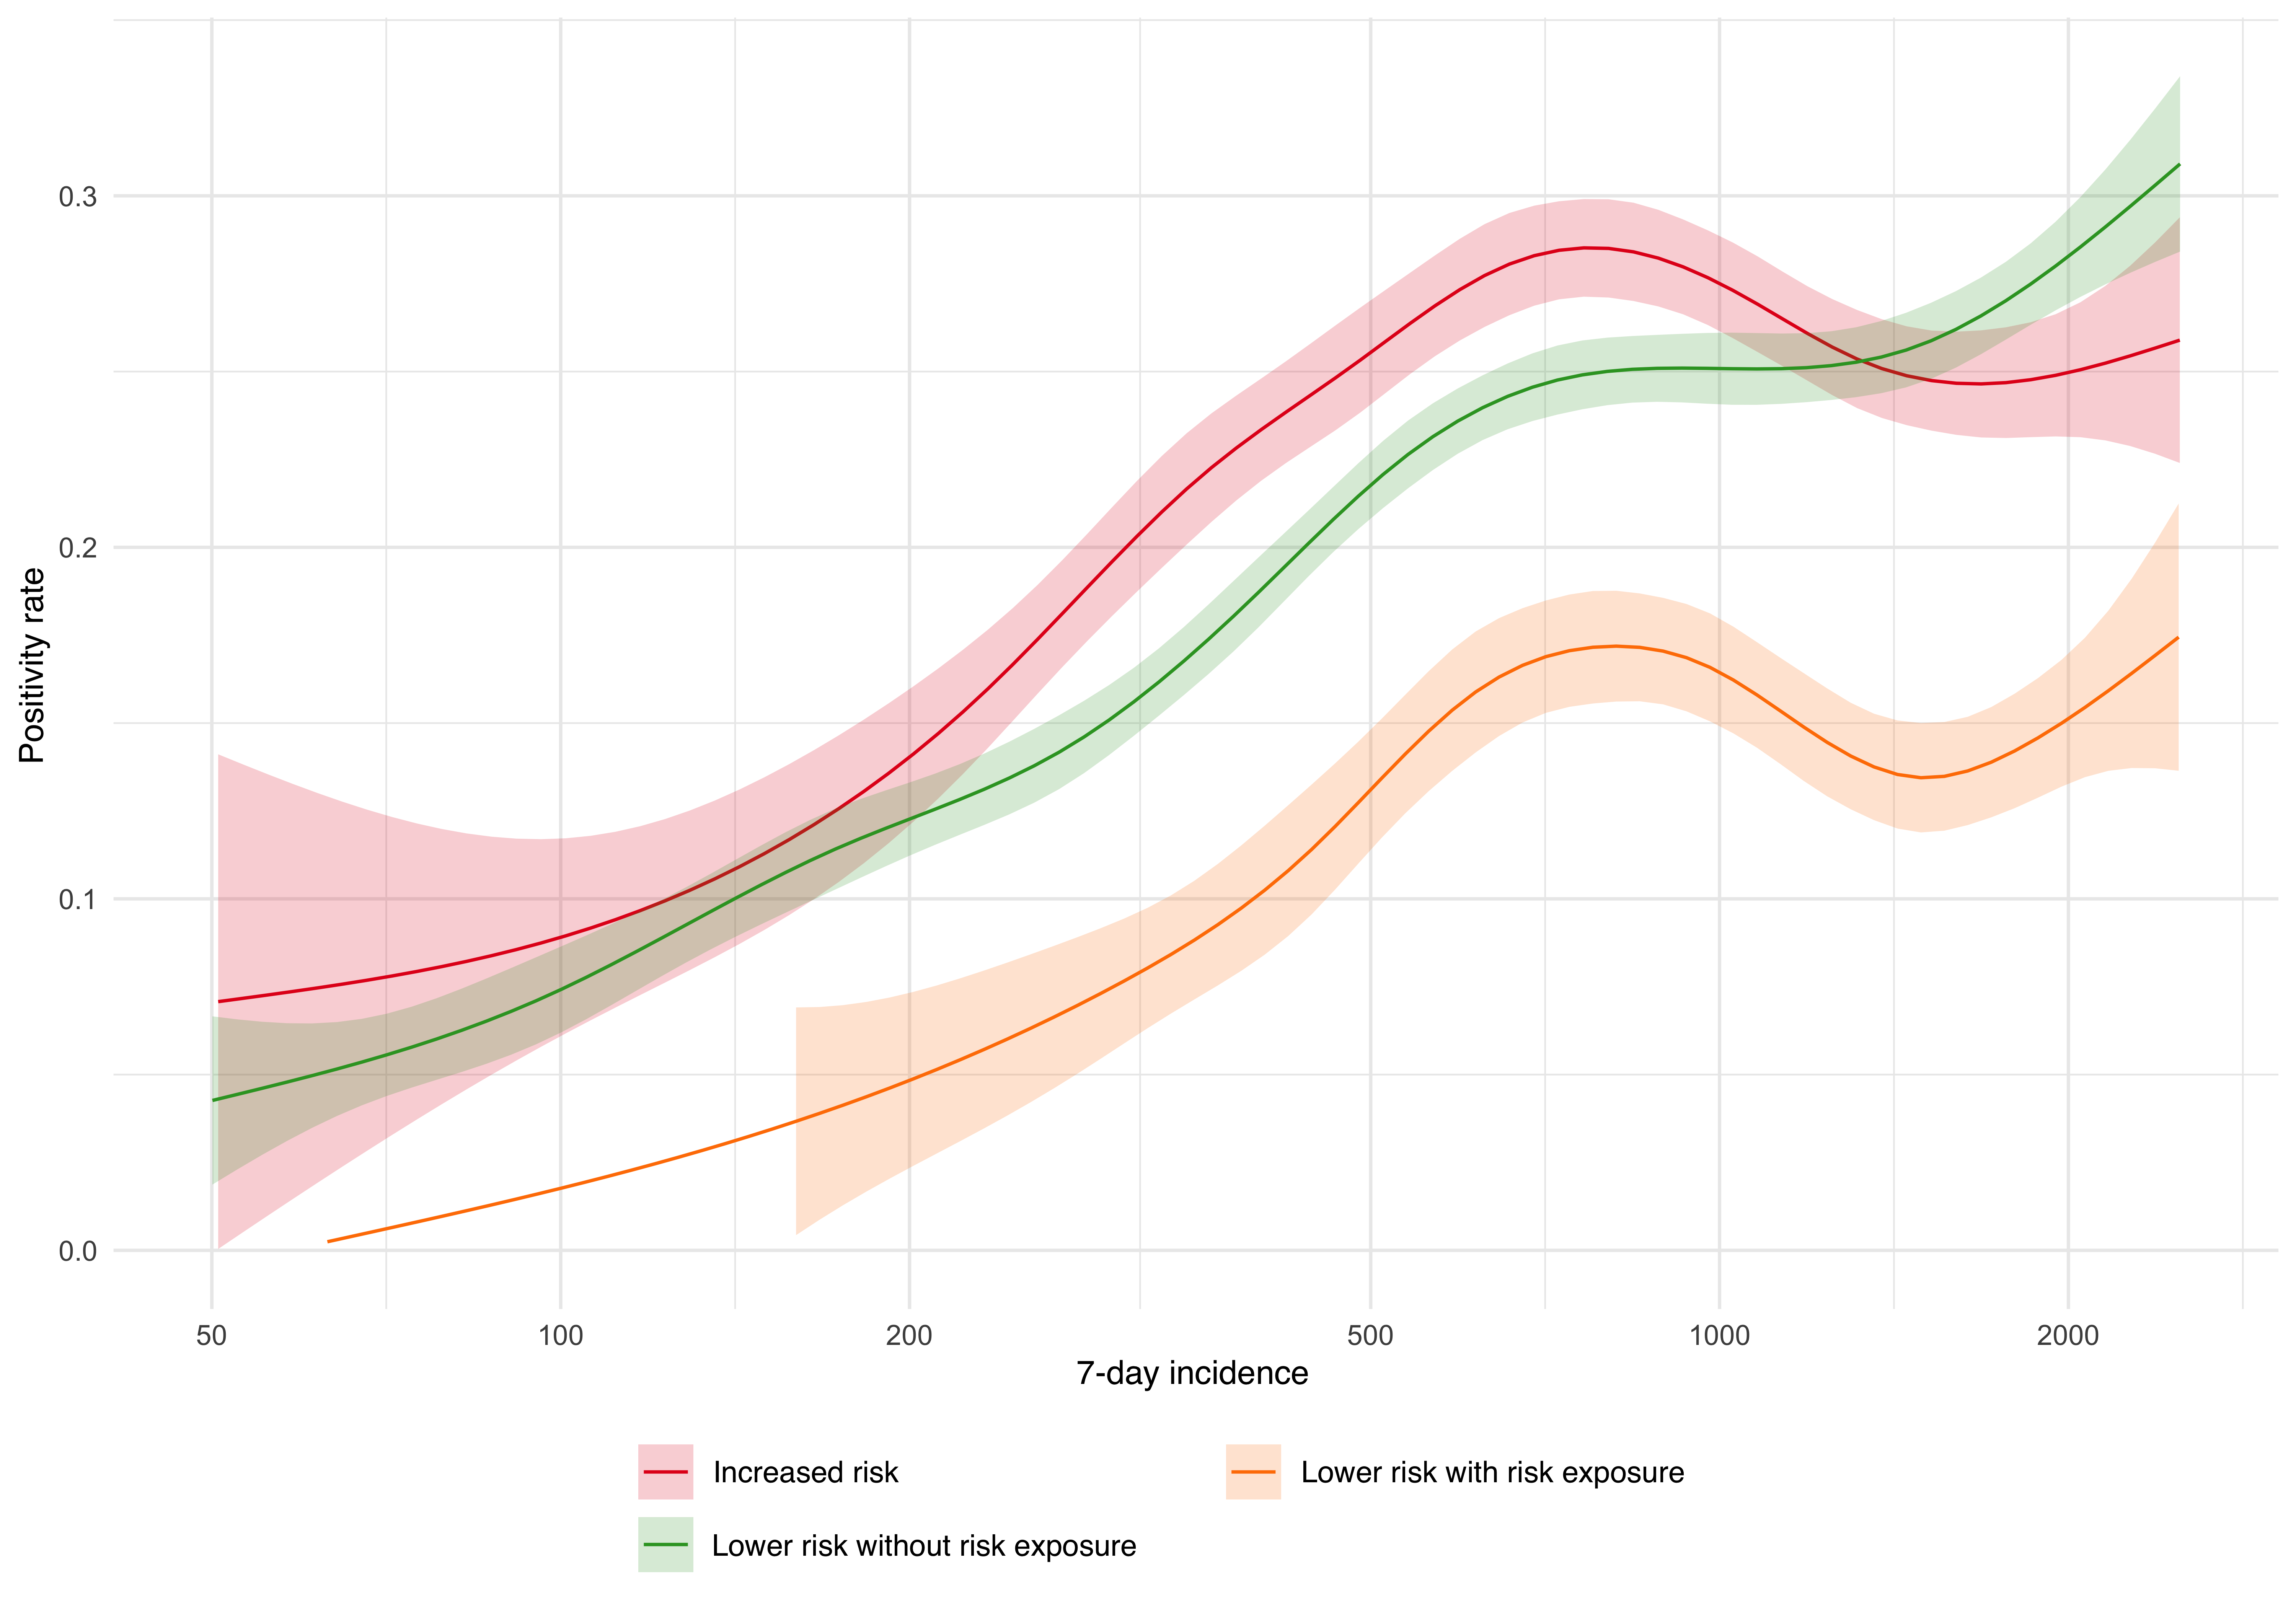 0.3
0.2
0.1
0.0
Positivity rate
50 100 200 500 1000 2000
7-day incidence
Increased risk
Lower risk with risk exposure
Lower risk without risk exposure